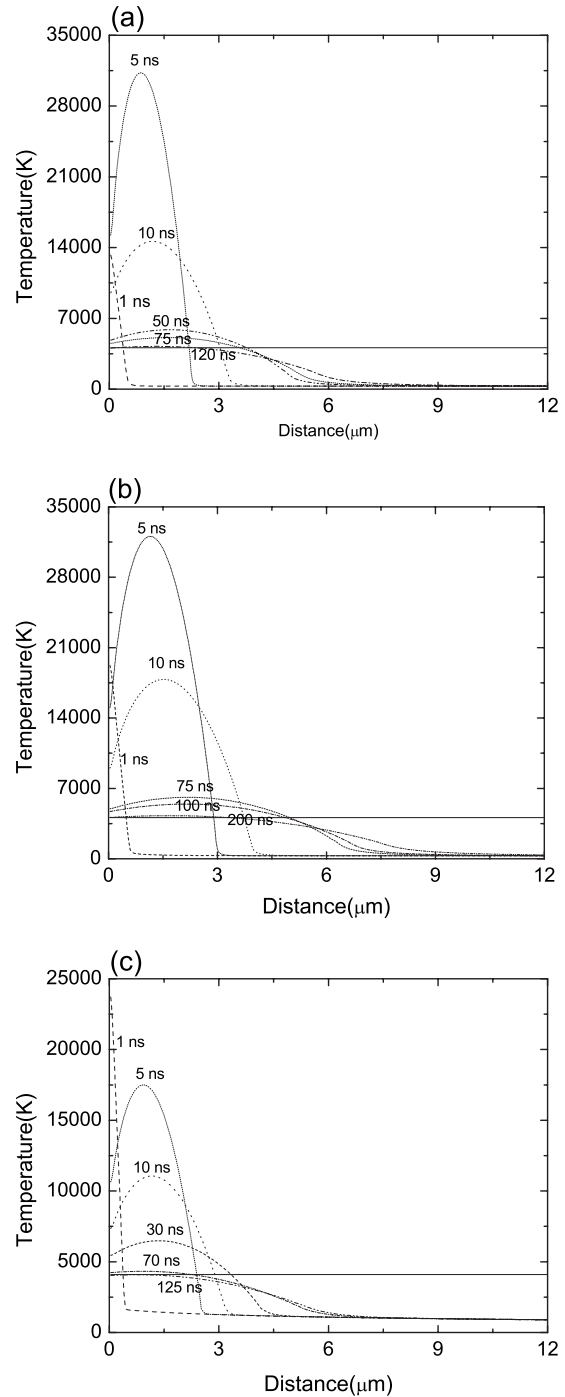 (a)
35000
28000
21000
14000
7000
0
Temperature(K)
5 ns
10 ns
1 ns
50 ns
75 ns
120 ns
0 3 6 9 12
Distance(μm)
(b)
35000
28000
21000
14000
7000
0
Temperature(K)
5 ns
10 ns
1 ns
75 ns
100 ns
200 ns
0 3 6 9 12
Distance(μm)
(c)
25000
20000
15000
10000
5000
0
Temperature(K)
1 ns
5 ns
10 ns
30 ns
70 ns
125 ns
0 3 6 9 12
Distance(μm)